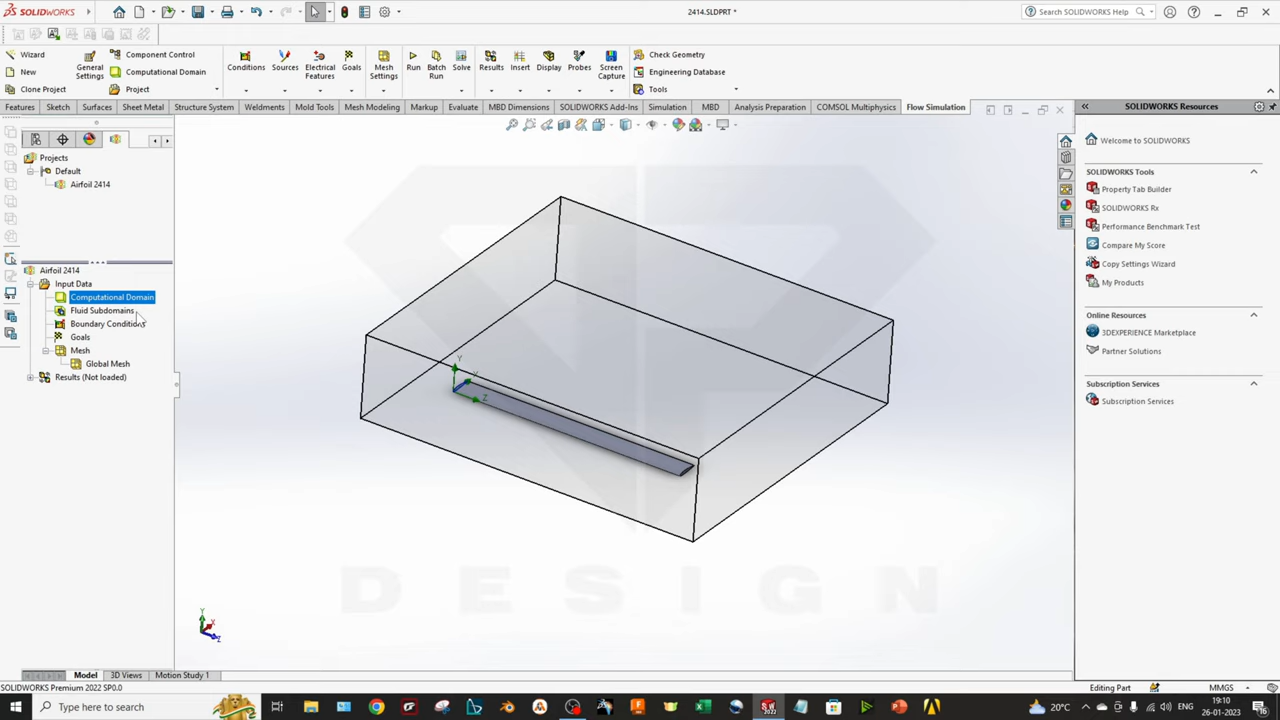 SOLIDWORKS
2414.SLDPRT *
Search SOLIDWORKS Help
Wizard
New
Clone Project
General Settings
Component Control
Computational Domain
Project
Conditions
Sources
Electrical Features
Goals
Mesh Settings
Run
Batch Run
Solve
Results
Insert
Display
Probes
Screen Capture
Check Geometry
Engineering Database
Tools
Features
Sketch
Surfaces
Sheet Metal
Structure System
Weldments
Mold Tools
Mesh Modeling
Markup
Evaluate
MBD Dimensions
SOLIDWORKS Add-Ins
Simulation
MBD
Analysis Preparation
COMSOL Multiphysics
Flow Simulation
SOLIDWORKS Resources
Projects
Default
Airfoil 2414
Airfoil 2414
Input Data
Computational Domain
Fluid Subdomains
Boundary Conditions
Goals
Mesh
Global Mesh
Results (Not loaded)
Y
X
Z
DESIGN
Y
X
Z
Welcome to SOLIDWORKS
SOLIDWORKS Tools
Property Tab Builder
SOLIDWORKS Rx
Performance Benchmark Test
Compare My Score
Copy Settings Wizard
My Products
Online Resources
3DEXPERIENCE Marketplace
Partner Solutions
Subscription Services
Subscription Services
Model
3D Views
Motion Study 1
SOLIDWORKS Premium 2022 SP0.0
Editing Part
MMGS
Type here to search
20°C
ENG
19:10
26-01-2023